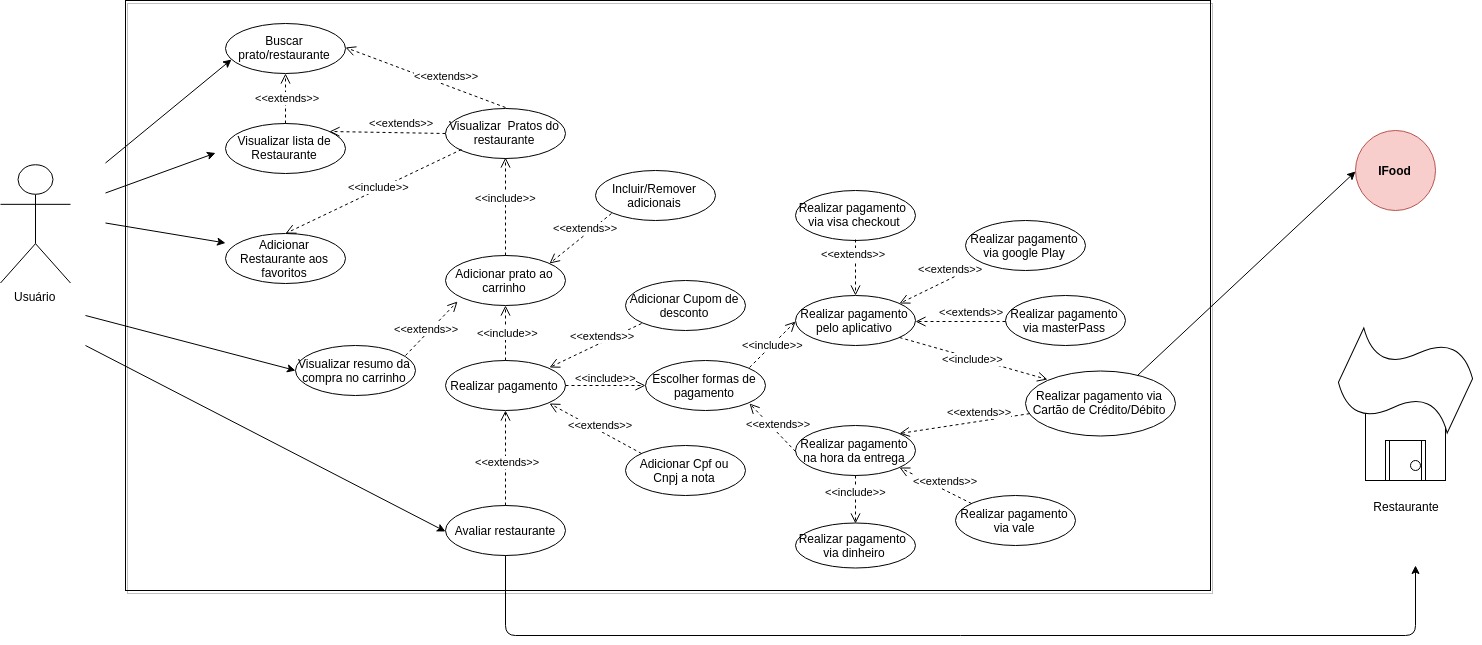 Buscar
prato/restaurante
<<extends>>
<<extends>>
Visualizar lista de
Restaurante
<<extends>>
Visualizar  Pratos do
restaurante
<<include>>
Adicionar
Restaurante aos
favoritos
<<include>>
Incluir/Remover
adicionais
<<extends>>
Adicionar prato ao
carrinho
Usuário
<<extends>>
<<include>>
Visualizar resumo da
compra no carrinho
Adicionar Cupom de
desconto
<<extends>>
Realizar pagamento
<<include>>
Escolher formas de
pagamento
<<extends>>
Adicionar Cpf ou
Cnpj a nota
<<extends>>
Avaliar restaurante
Realizar pagamento
via visa checkout
<<extends>>
Realizar pagamento
via google Play
<<extends>>
Realizar pagamento
pelo aplicativo
<<extends>>
Realizar pagamento
via masterPass
<<include>>
<<include>>
Realizar pagamento via
Cartão de Crédito/Débito
<<extends>>
<<extends>>
Realizar pagamento
na hora da entrega
<<include>>
<<extends>>
Realizar pagamento
via vale
Realizar pagamento
via dinheiro
IFood
Restaurante